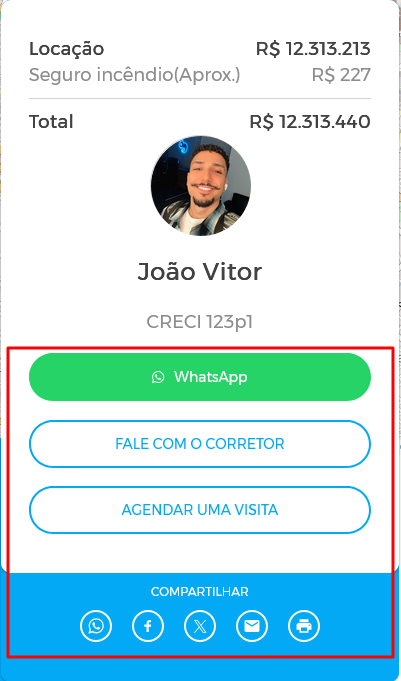 Locação R$ 12.313.213
Seguro incêndio(Aprox.) R$ 227
Total R$ 12.313.440
João Vitor
CRECI 123p1
WhatsApp
FALE COM O CORRETOR
AGENDAR UMA VISITA
COMPARTILHAR